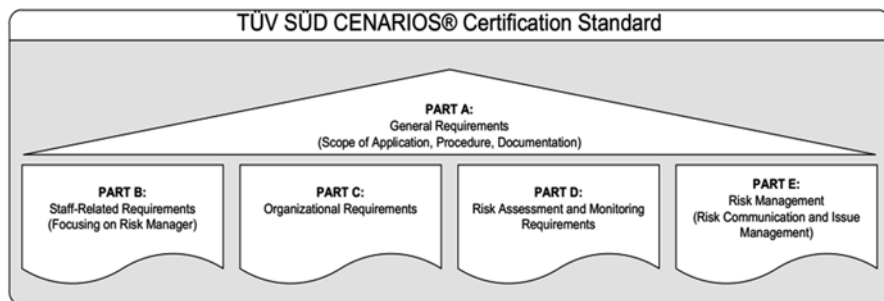 TÜV SÜD CENARIOS® Certification Standard
PART A:
General Requirements
(Scope of Application, Procedure, Documentation)
PART B:
Staff-Related Requirements
(Focusing on Risk Manager)
PART C:
Organizational Requirements
PART D:
Risk Assessment and Monitoring
Requirements
PART E:
Risk Management
(Risk Communication and Issue
Management)